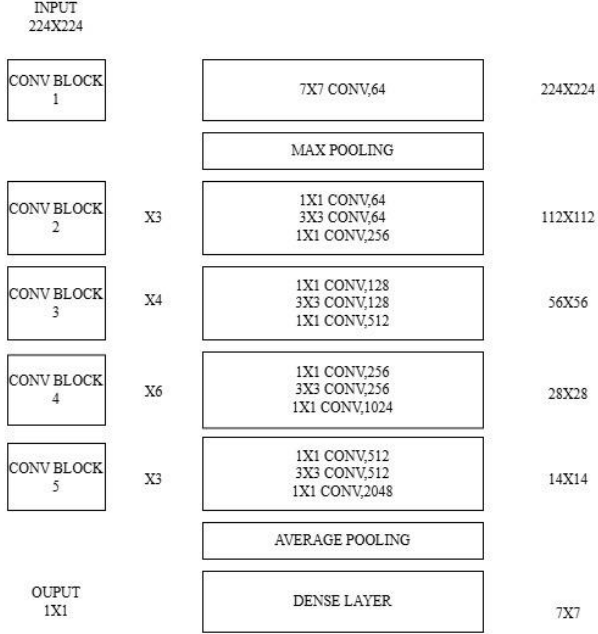 INPUT
224X224
CONV BLOCK
1
7X7 CONV,64
224X224
MAX POOLING
CONV BLOCK
2
X3
1X1 CONV,64
3X3 CONV,64
1X1 CONV,256
112X112
CONV BLOCK
3
X4
1X1 CONV,128
3X3 CONV,128
1X1 CONV,512
56X56
CONV BLOCK
4
X6
1X1 CONV,256
3X3 CONV,256
1X1 CONV,1024
28X28
CONV BLOCK
5
X3
1X1 CONV,512
3X3 CONV,512
1X1 CONV,2048
14X14
AVERAGE POOLING
OUPUT
1X1
DENSE LAYER
7X7